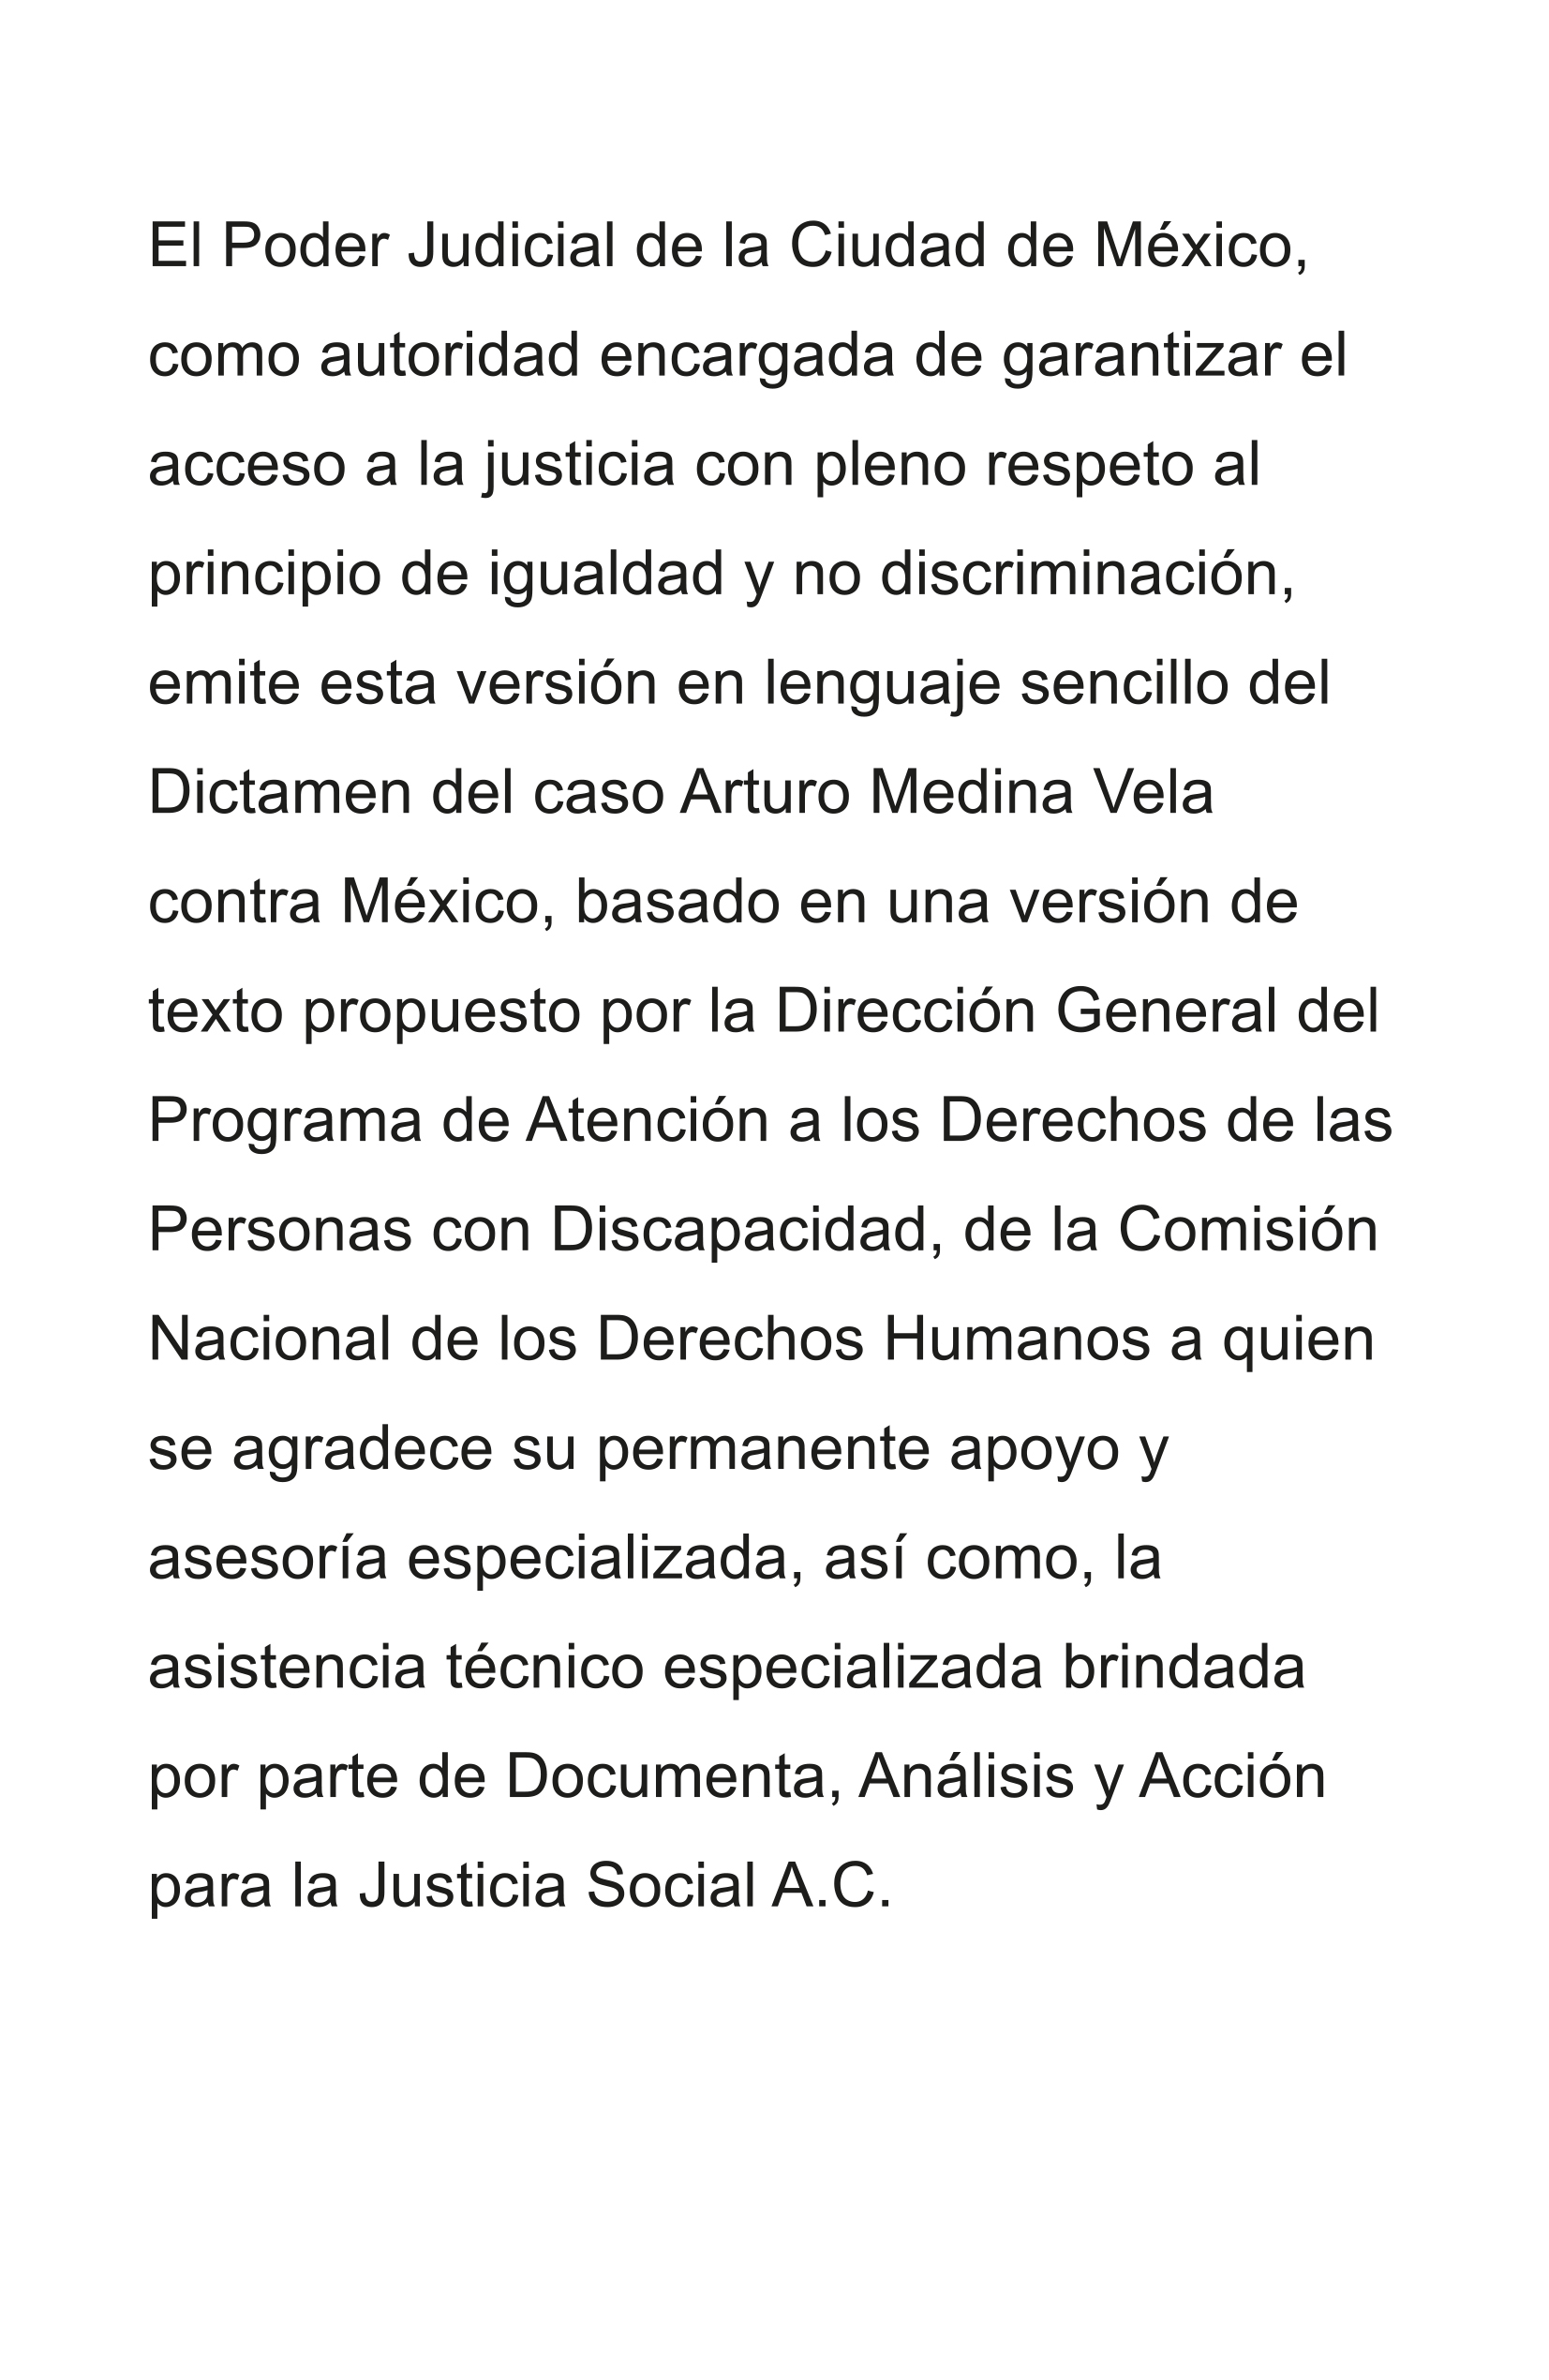 El Poder Judicial de la Ciudad de México,
como autoridad encargada de garantizar el
acceso a la justicia con pleno respeto al
principio de igualdad y no discriminación,
emite esta versión en lenguaje sencillo del
Dictamen del caso Arturo Medina Vela
contra México, basado en una versión de
texto propuesto por la Dirección General del
Programa de Atención a los Derechos de las
Personas con Discapacidad, de la Comisión
Nacional de los Derechos Humanos a quien
se agradece su permanente apoyo y
asesoría especializada, así como, la
asistencia técnico especializada brindada
por parte de Documenta, Análisis y Acción
para la Justicia Social A.C.